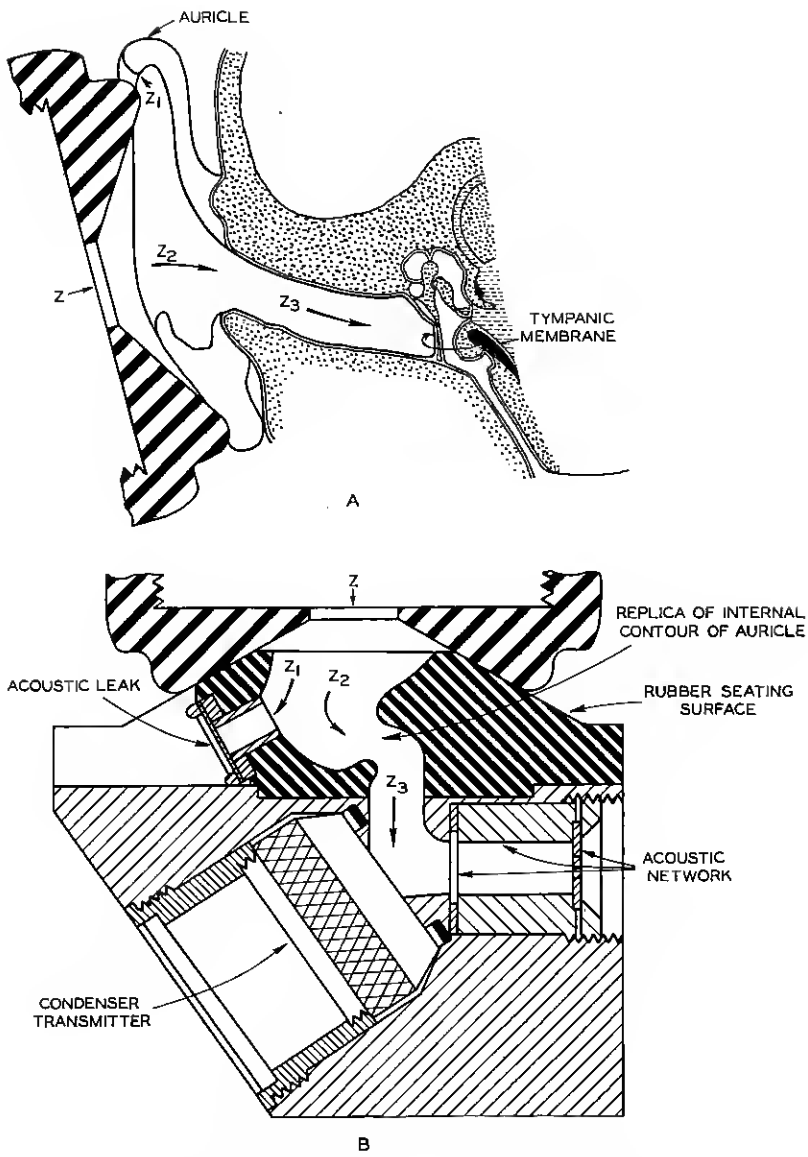 AURICLE
Z1
Z2
Z
Z3
TYMPANIC
MEMBRANE
A
Z
REPLICA OF INTERNAL
CONTOUR OF AURICLE
Z1
Z2
ACOUSTIC LEAK
RUBBER SEATING
SURFACE
Z3
ACOUSTIC
NETWORK
CONDENSER
TRANSMITTER
B